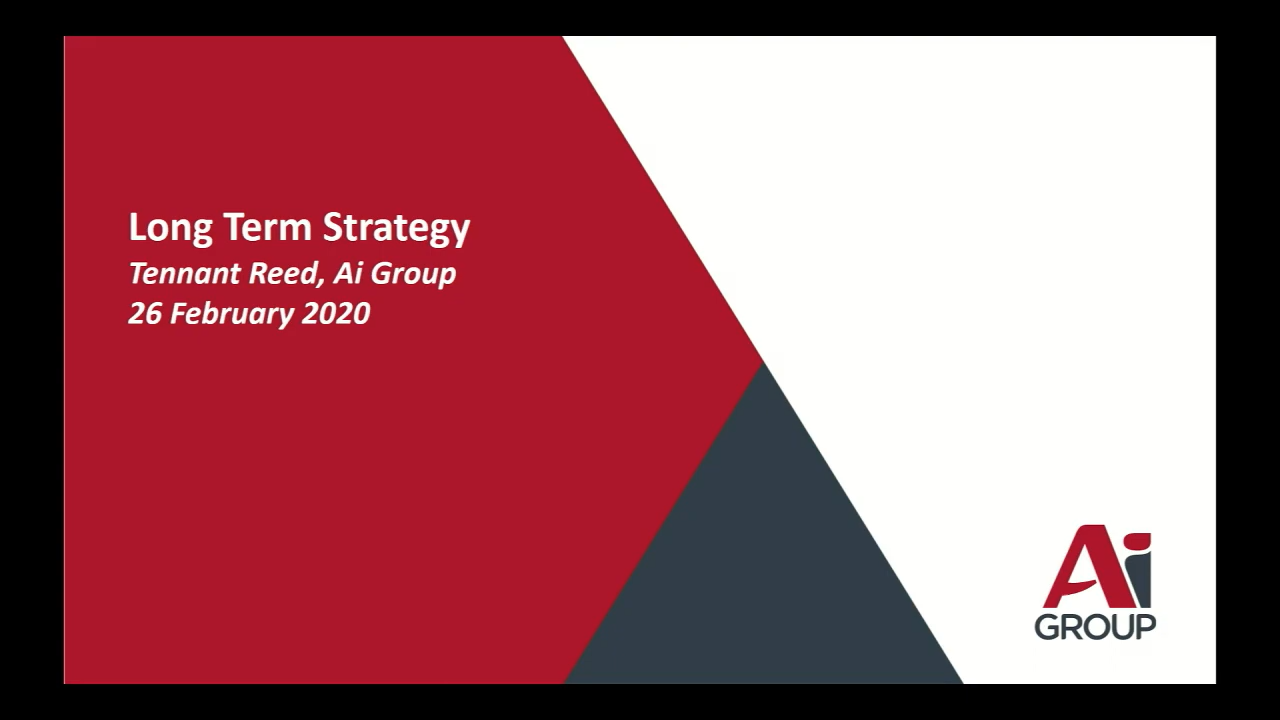 Long Term Strategy
Tennant Reed, Ai Group
26 February 2020
Ai
GROUP